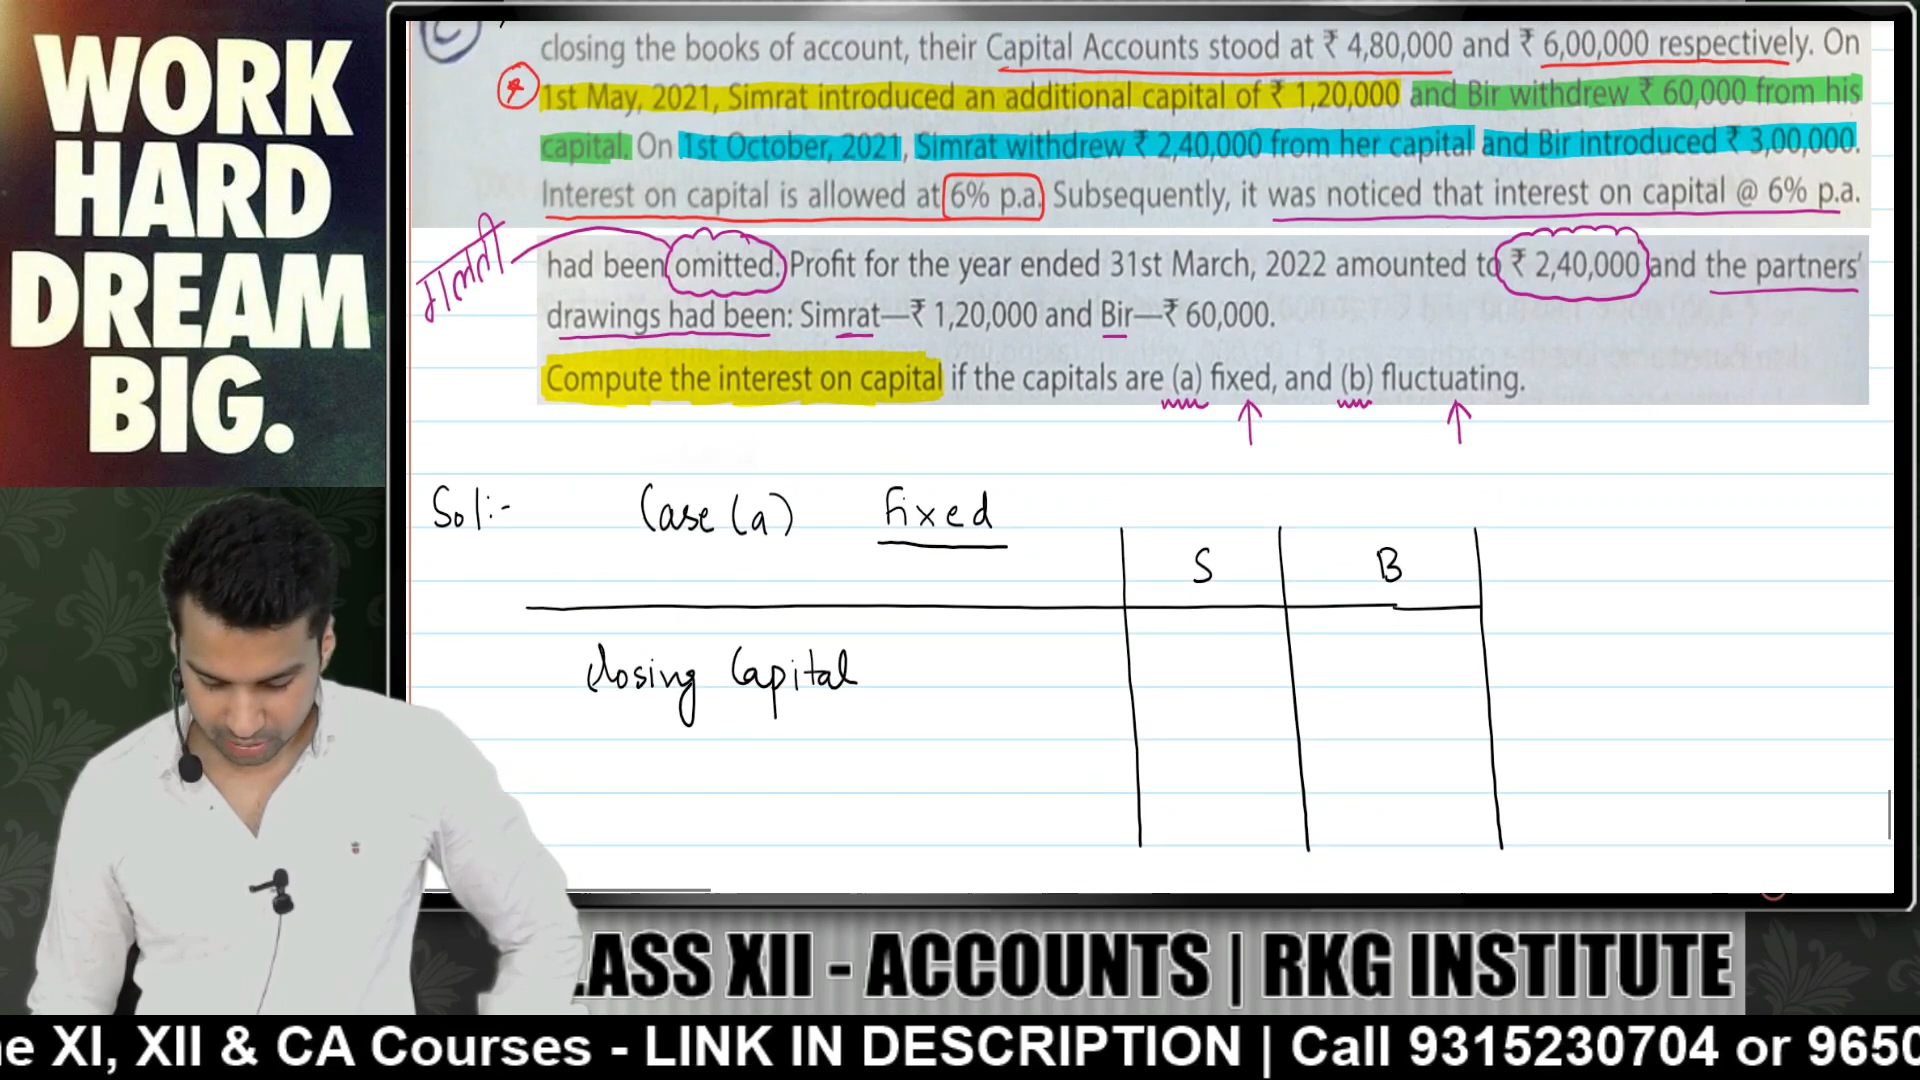 WORK
HARD
DREAM
BIG.
closing the books of account, their Capital Accounts stood at ₹ 4,80,000 and ₹ 6,00,000 respectively. On
1st May, 2021, Simrat introduced an additional capital of ₹ 1,20,000 and Bir withdrew ₹ 60,000 from his
capital. On 1st October, 2021, Simrat withdrew ₹ 2,40,000 from her capital and Bir introduced ₹ 3,00,000.
Interest on capital is allowed at 6% p.a. Subsequently, it was noticed that interest on capital @ 6% p.a.
had been omitted. Profit for the year ended 31st March, 2022 amounted to ₹ 2,40,000 and the partners'
drawings had been: Simrat—₹ 1,20,000 and Bir—₹ 60,000.
Compute the interest on capital if the capitals are (a) fixed, and (b) fluctuating.
गलती
Sol:- Case (a) fixed
S B
closing Capital
LASS XII - ACCOUNTS | RKG INSTITUTE
ne XI, XII & CA Courses - LINK IN DESCRIPTION | Call 9315230704 or 9650